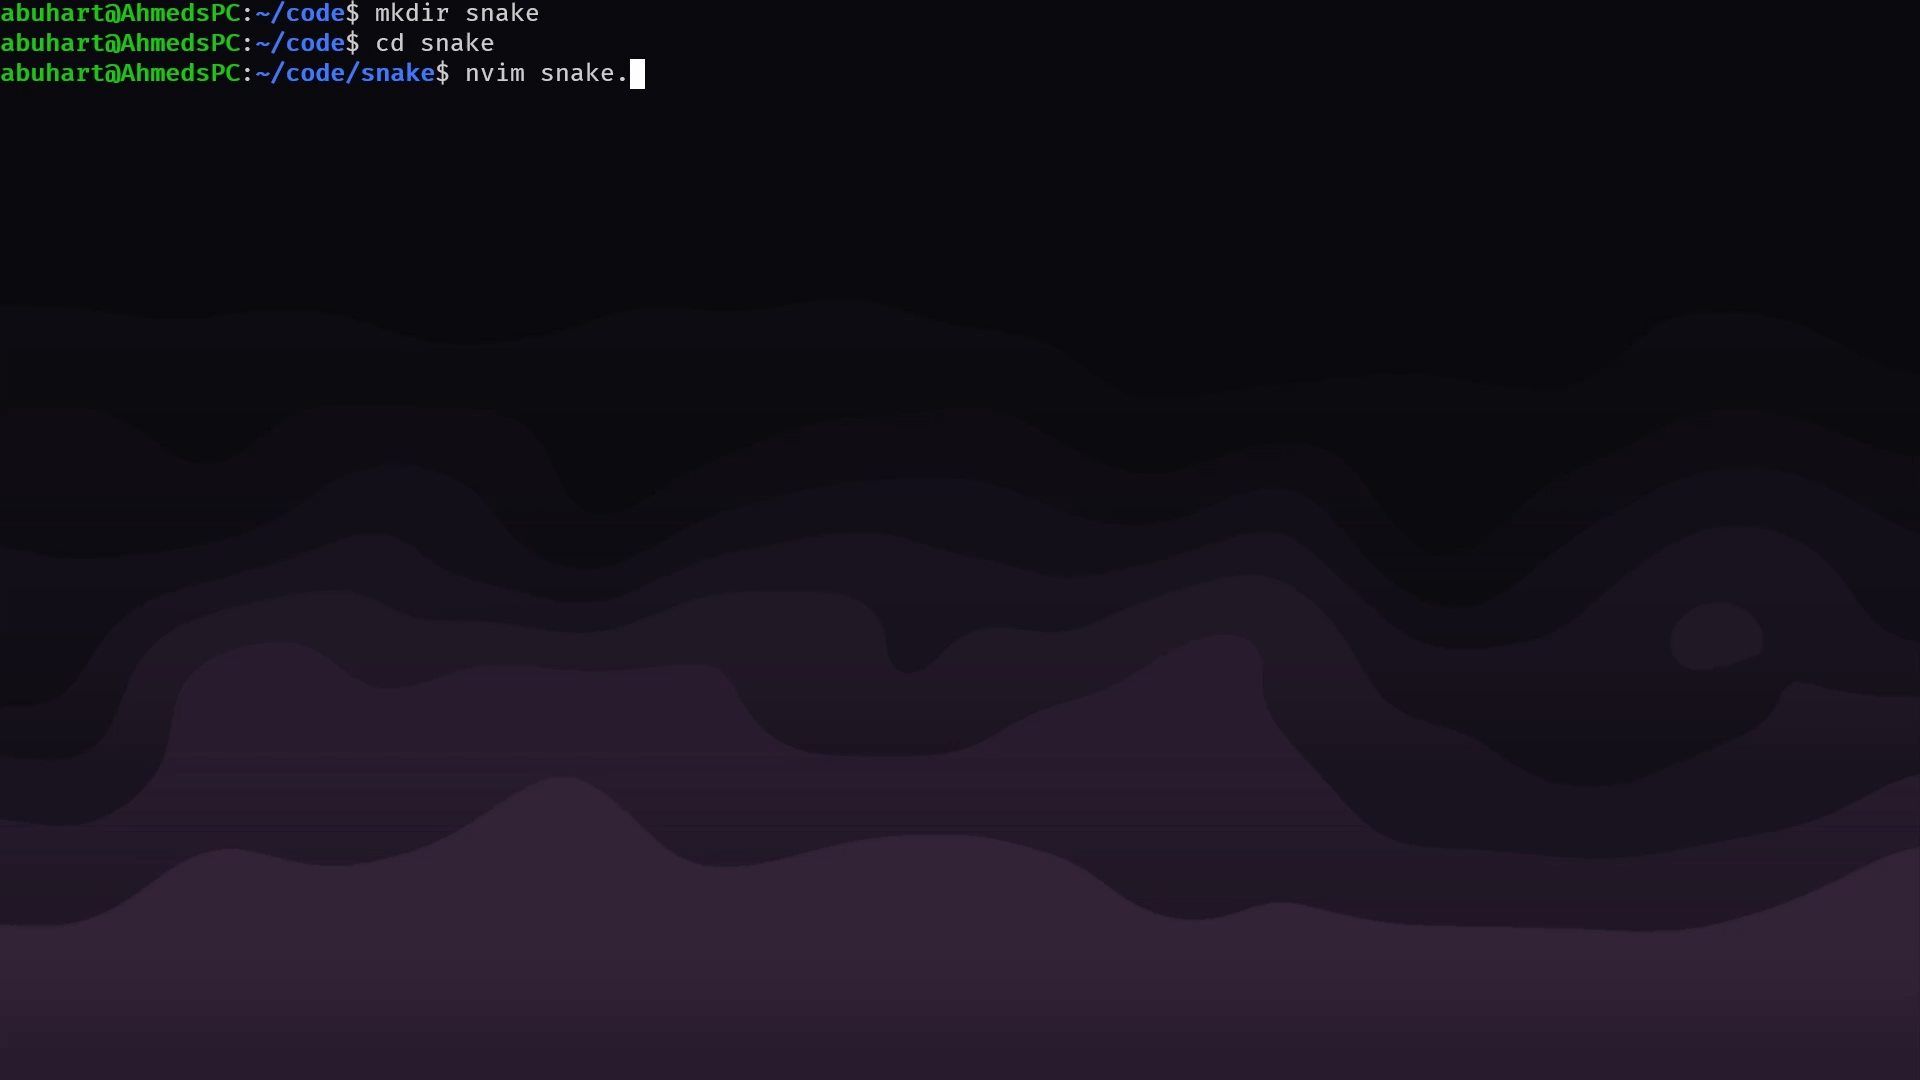 abuhart@AhmedsPC:~/code$ mkdir snake
abuhart@AhmedsPC:~/code$ cd snake
abuhart@AhmedsPC:~/code/snake$ nvim snake.